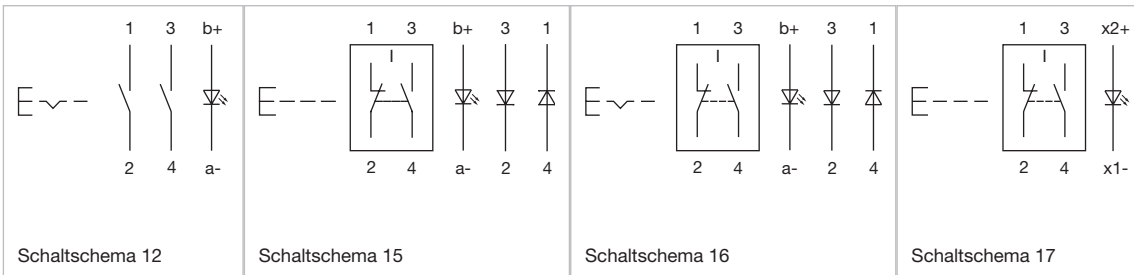 1 3 b+
2 4 a-
Schaltschema 12
1 3 b+ 3 1
2 4 a- 2 4
Schaltschema 15
1 3 b+ 3 1
2 4 a- 2 4
Schaltschema 16
1 3 x2+
2 4 x1-
Schaltschema 17